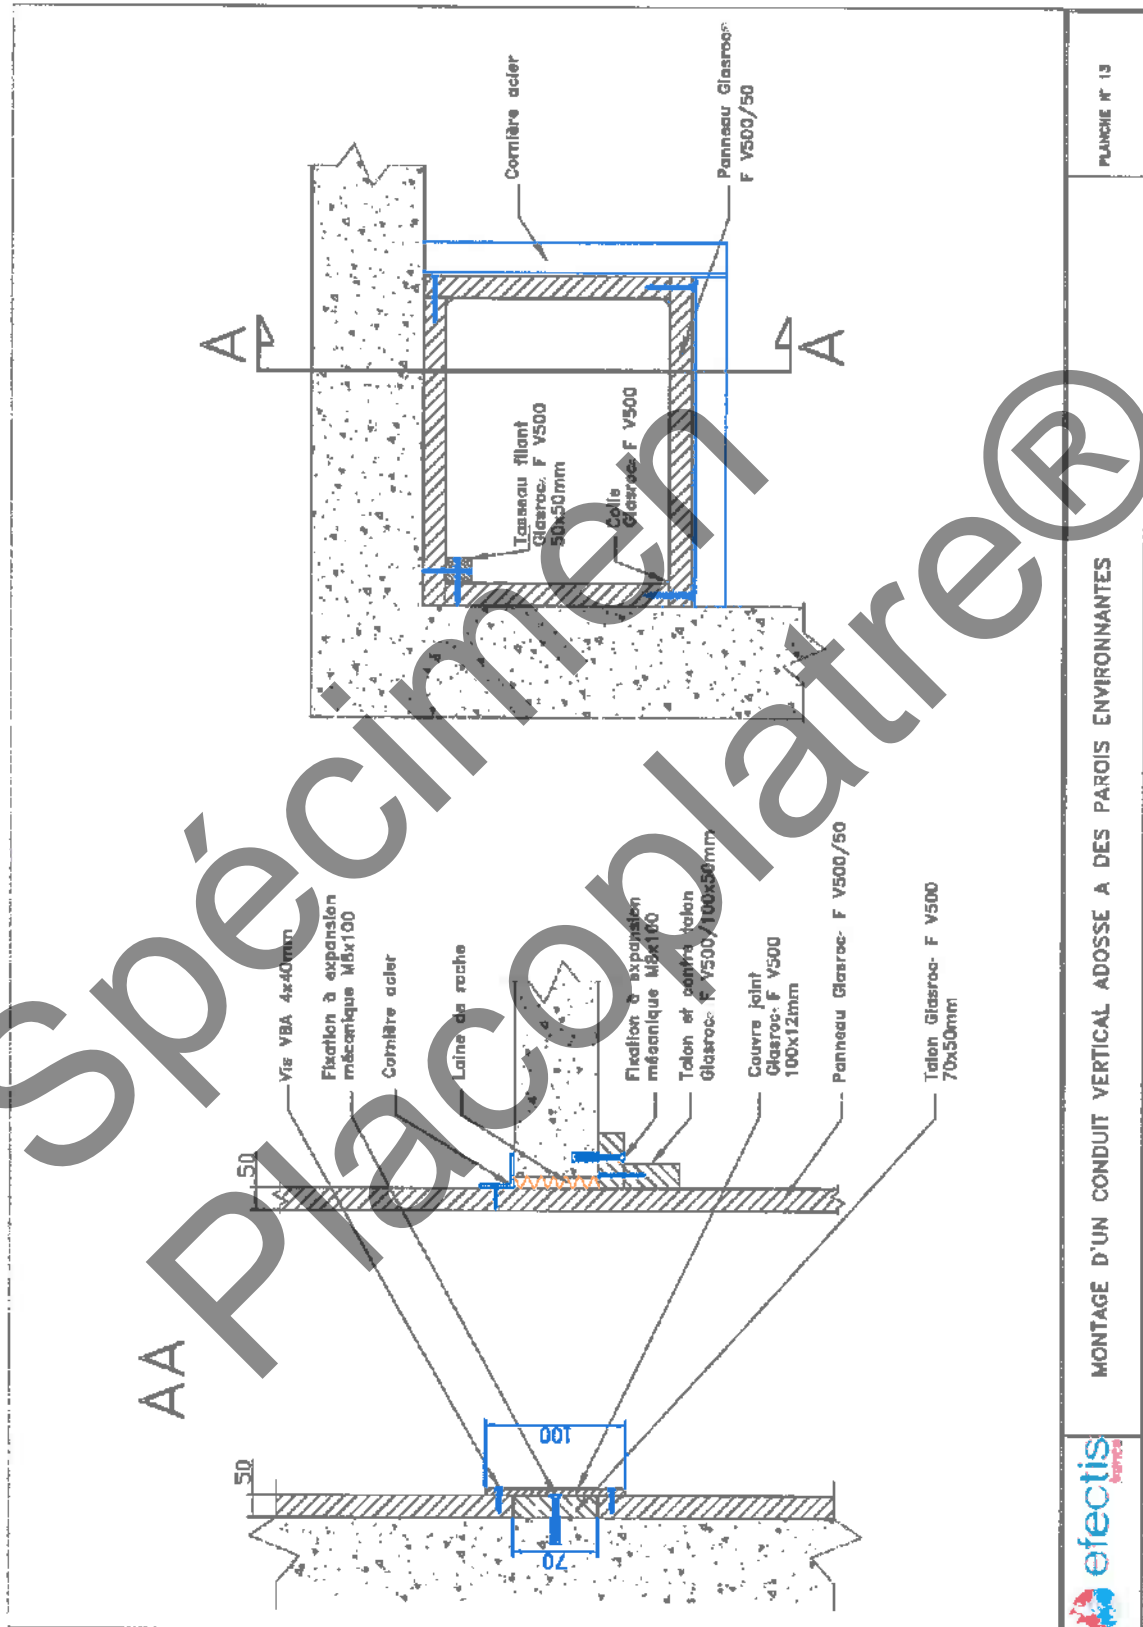 Cornière acier
Panneau Glasroc-
F V500/50
A
A
Tasseau filant
Glasroc- F V500
50x50mm
Colle
Glasroc- F V500
AA
50
100
70
50
Vis VBA 4x40mm
Fixation à expansion
mécanique M8x100
Cornière acier
Laine de roche
Fixation à expansion
mécanique M8x100
Talon et contre talon
Glasroc- F V500/100x50mm
Couvre joint
Glasroc- F V500
100x12mm
Panneau Glasroc- F V500/50
Talon Glasroc- F V500
70x50mm
Spécimen
Placoplatre®
efectis
france
MONTAGE D'UN CONDUIT VERTICAL ADOSSE A DES PAROIS ENVIRONNANTES
PLANCHE N° 13